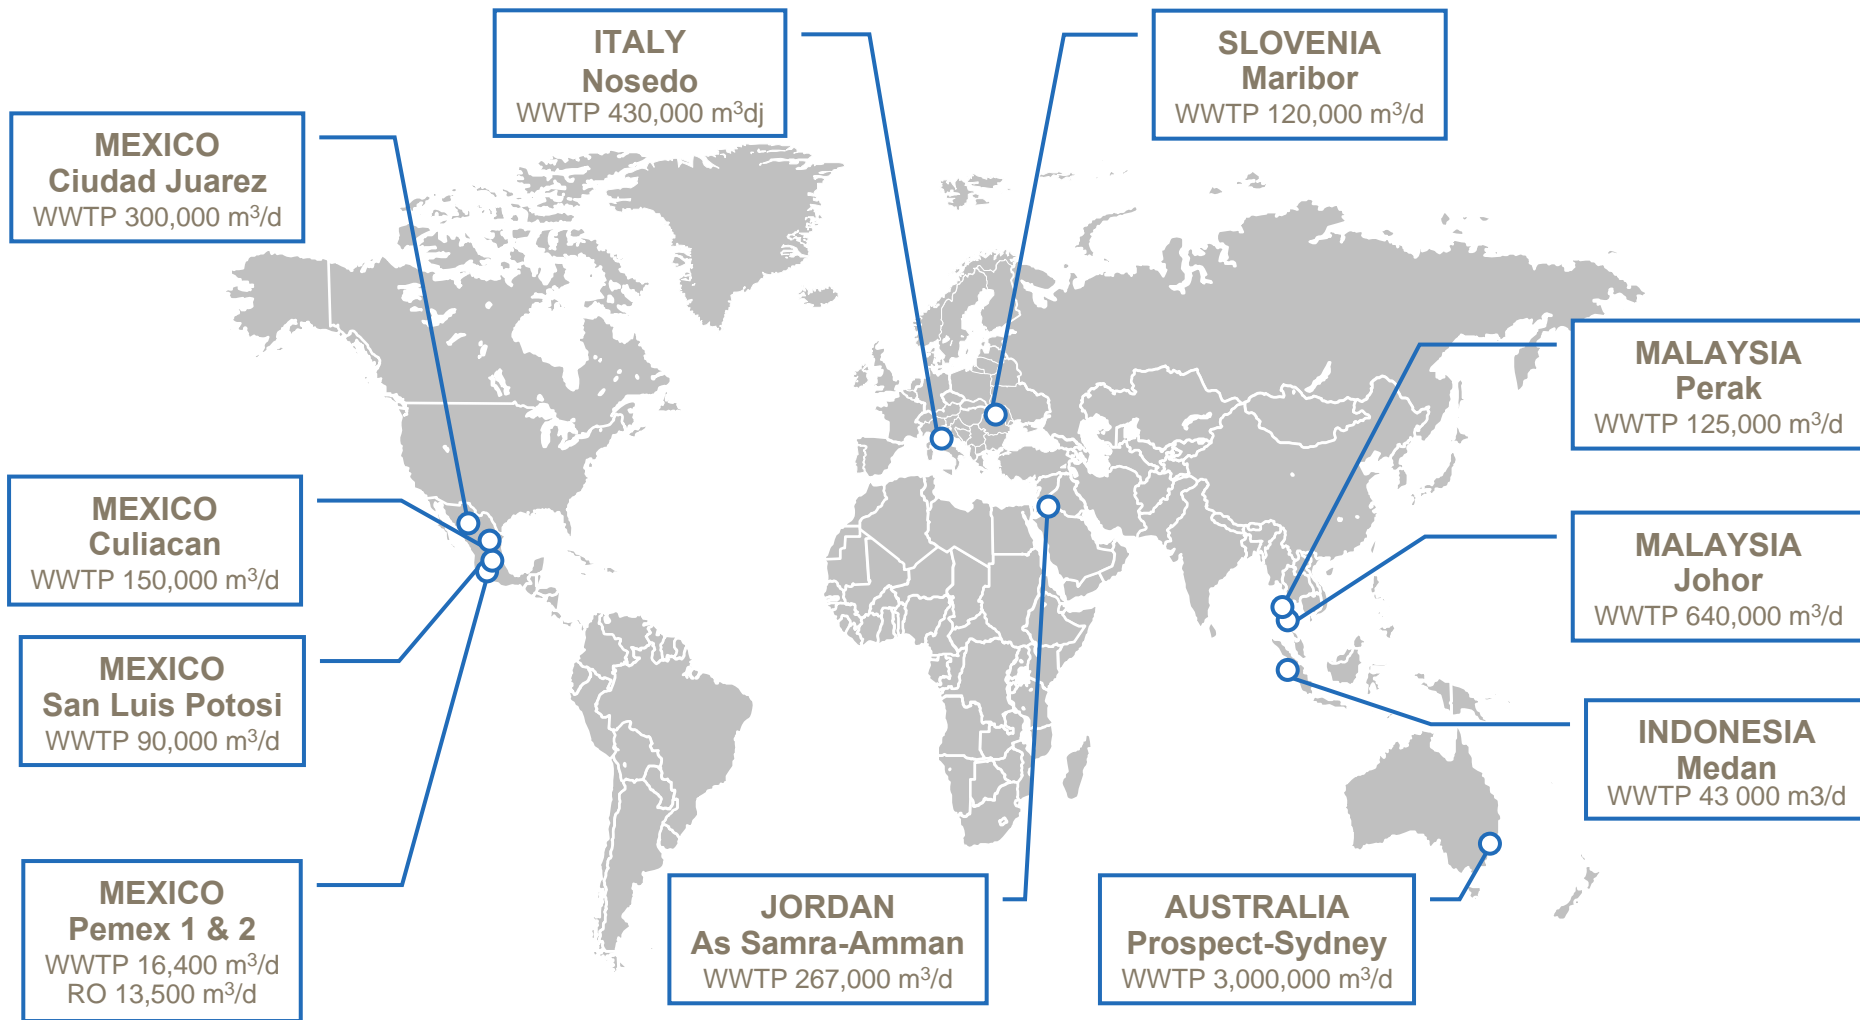 ITALY
Nosedo
WWTP 430,000 m³dj
SLOVENIA
Maribor
WWTP 120,000 m³/d
MEXICO
Ciudad Juarez
WWTP 300,000 m³/d
MALAYSIA
Perak
WWTP 125,000 m³/d
MEXICO
Culiacan
WWTP 150,000 m³/d
MALAYSIA
Johor
WWTP 640,000 m³/d
MEXICO
San Luis Potosi
WWTP 90,000 m³/d
INDONESIA
Medan
WWTP 43 000 m3/d
MEXICO
Pemex 1 & 2
WWTP 16,400 m³/d
RO 13,500 m³/d
JORDAN
As Samra-Amman
WWTP 267,000 m³/d
AUSTRALIA
Prospect-Sydney
WWTP 3,000,000 m³/d